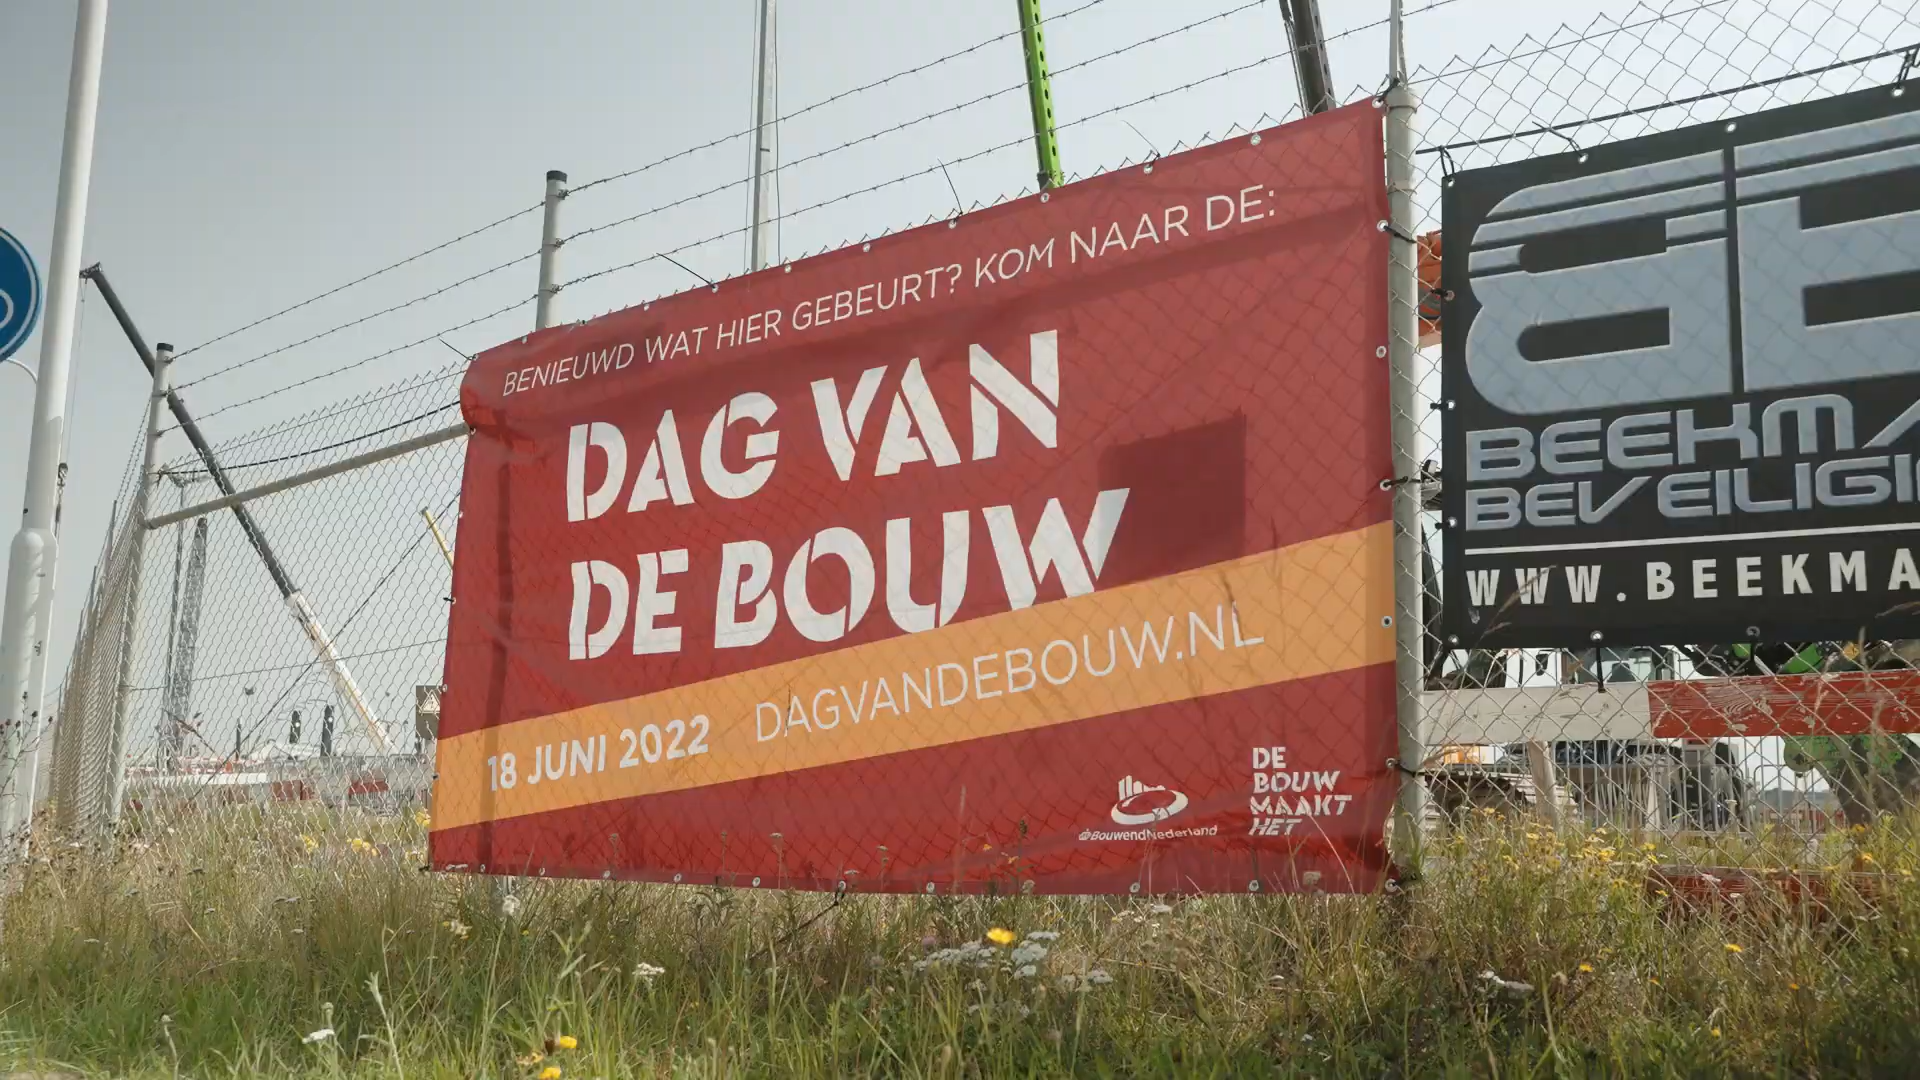 BENIEUWD WAT HIER GEBEURT? KOM NAAR DE:
DAG VAN
DE BOUW
18 JUNI 2022 DAGVANDEBOUW.NL
BouwendNederland
DE
BOUW
MAAKT
HET
BEEKMA
BEVEILIGI
WWW.BEEKMA